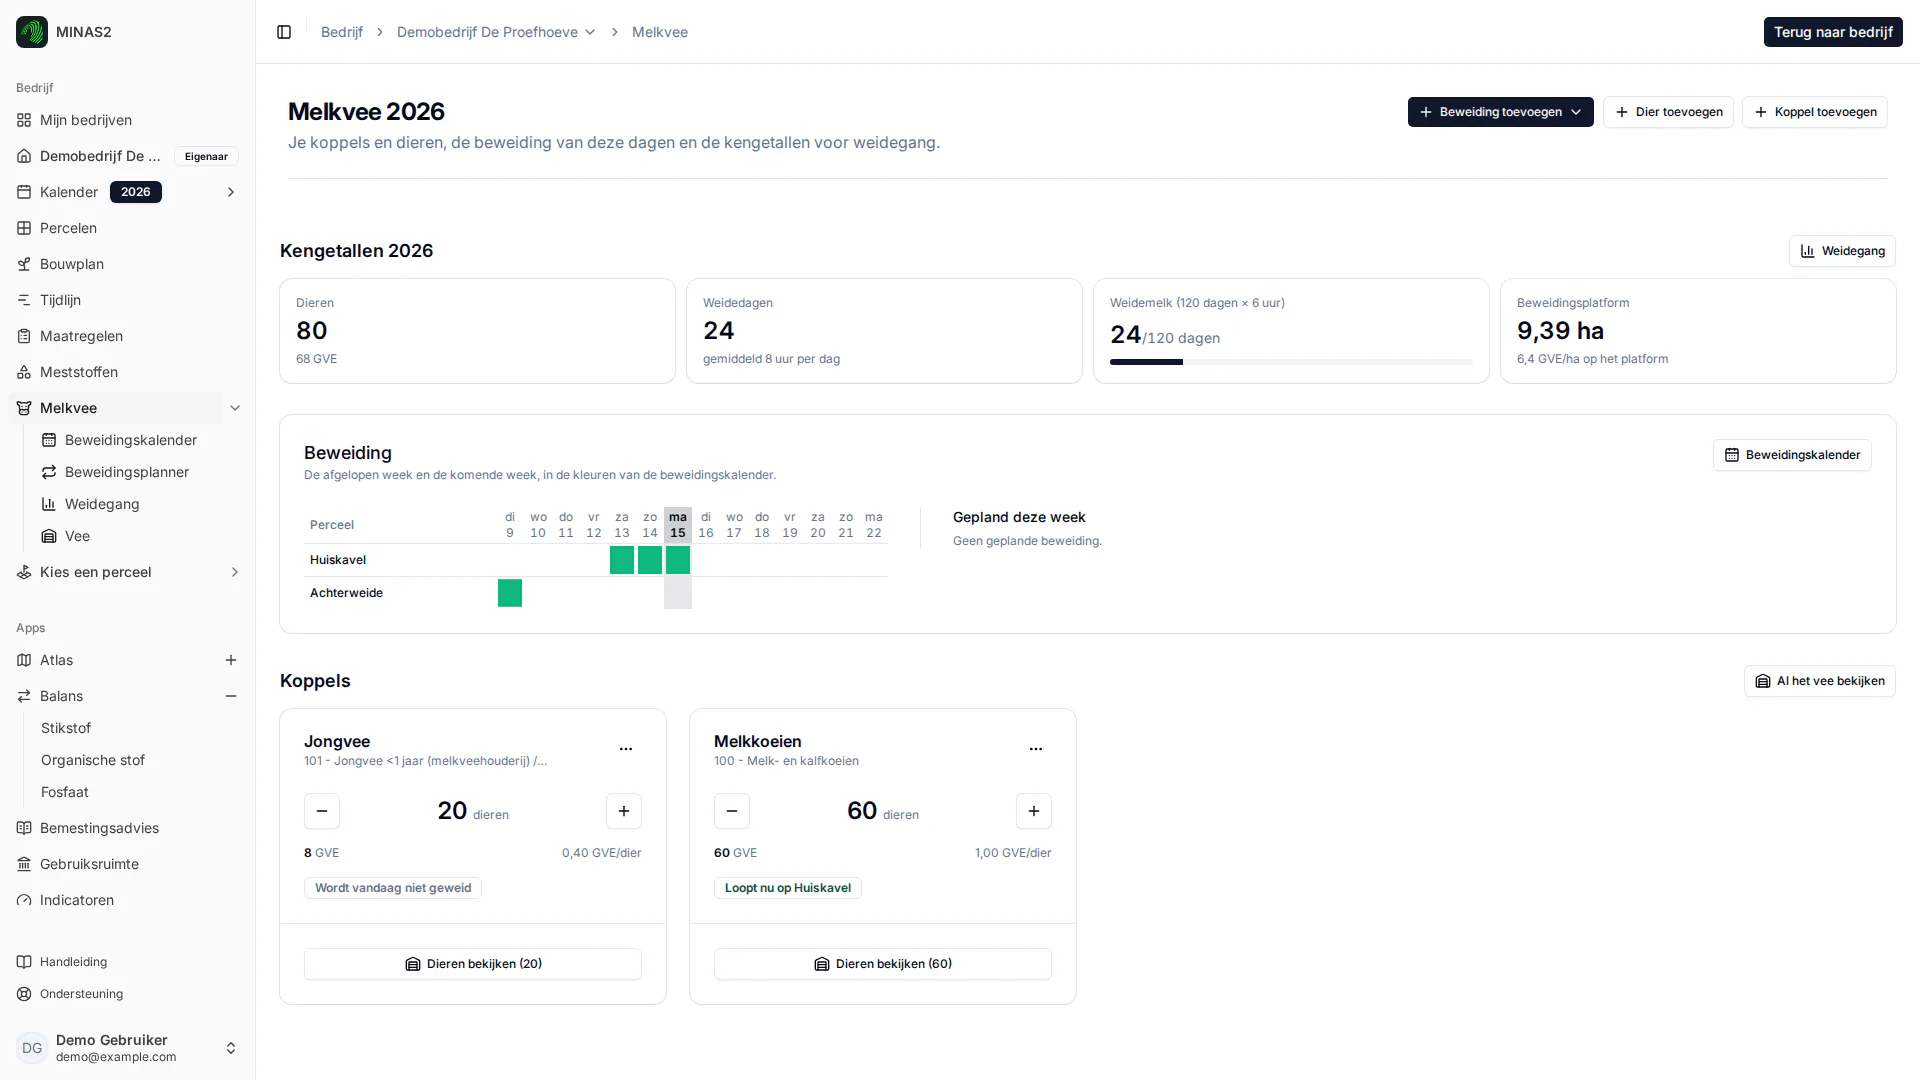 MINAS2
Bedrijf
Mijn bedrijven
Demobedrijf De ...
Eigenaar
Kalender
2026
Percelen
Bouwplan
Tijdlijn
Maatregelen
Meststoffen
Melkvee
Beweidingskalender
Beweidingsplanner
Weidegang
Vee
Kies een perceel
Apps
Atlas
Balans
Stikstof
Organische stof
Fosfaat
Bemestingsadvies
Gebruiksruimte
Indicatoren
Handleiding
Ondersteuning
DG
Demo Gebruiker
demo@example.com
Bedrijf > Demobedrijf De Proefhoeve > Melkvee
Terug naar bedrijf
Melkvee 2026
Je koppels en dieren, de beweiding van deze dagen en de kengetallen voor weidegang.
Beweiding toevoegen
Dier toevoegen
Koppel toevoegen
Kengetallen 2026
Weidegang
Dieren
80
68 GVE
Weidedagen
24
gemiddeld 8 uur per dag
Weidemelk (120 dagen × 6 uur)
24/120 dagen
Beweidingsplatform
9,39 ha
6,4 GVE/ha op het platform
Beweiding
De afgelopen week en de komende week, in de kleuren van de beweidingskalender.
Beweidingskalender
Perceel
di wo do vr za zo ma di wo do vr za zo ma
9 10 11 12 13 14 15 16 17 18 19 20 21 22
Huiskavel
Achterweide
Gepland deze week
Geen geplande beweiding.
Koppels
Al het vee bekijken
Jongvee
101 - Jongvee <1 jaar (melkveehouderij) /...
20 dieren
8 GVE
0,40 GVE/dier
Wordt vandaag niet geweid
Dieren bekijken (20)
Melkkoeien
100 - Melk- en kalfkoeien
60 dieren
60 GVE
1,00 GVE/dier
Loopt nu op Huiskavel
Dieren bekijken (60)